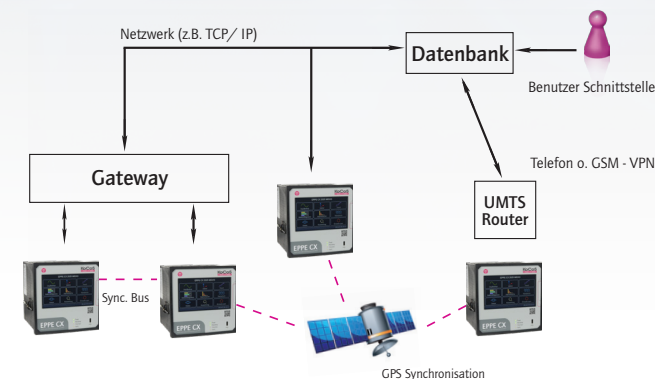 Netzwerk (z.B. TCP/ IP)
Datenbank
Benutzer Schnittstelle
Telefon o. GSM - VPN
Gateway
UMTS
Router
EPPE CX
EPPE CX
EPPE CX
EPPE CX
Sync. Bus
GPS Synchronisation